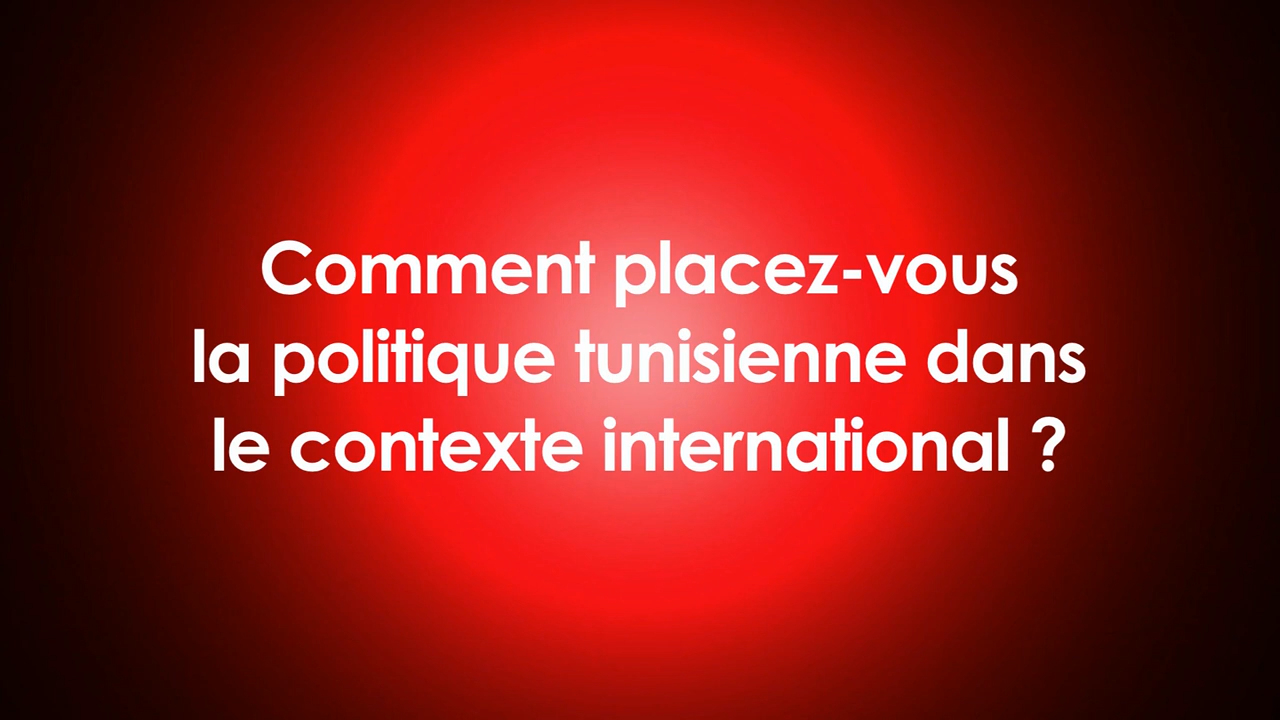 Comment placez-vous
la politique tunisienne dans
le contexte international ?